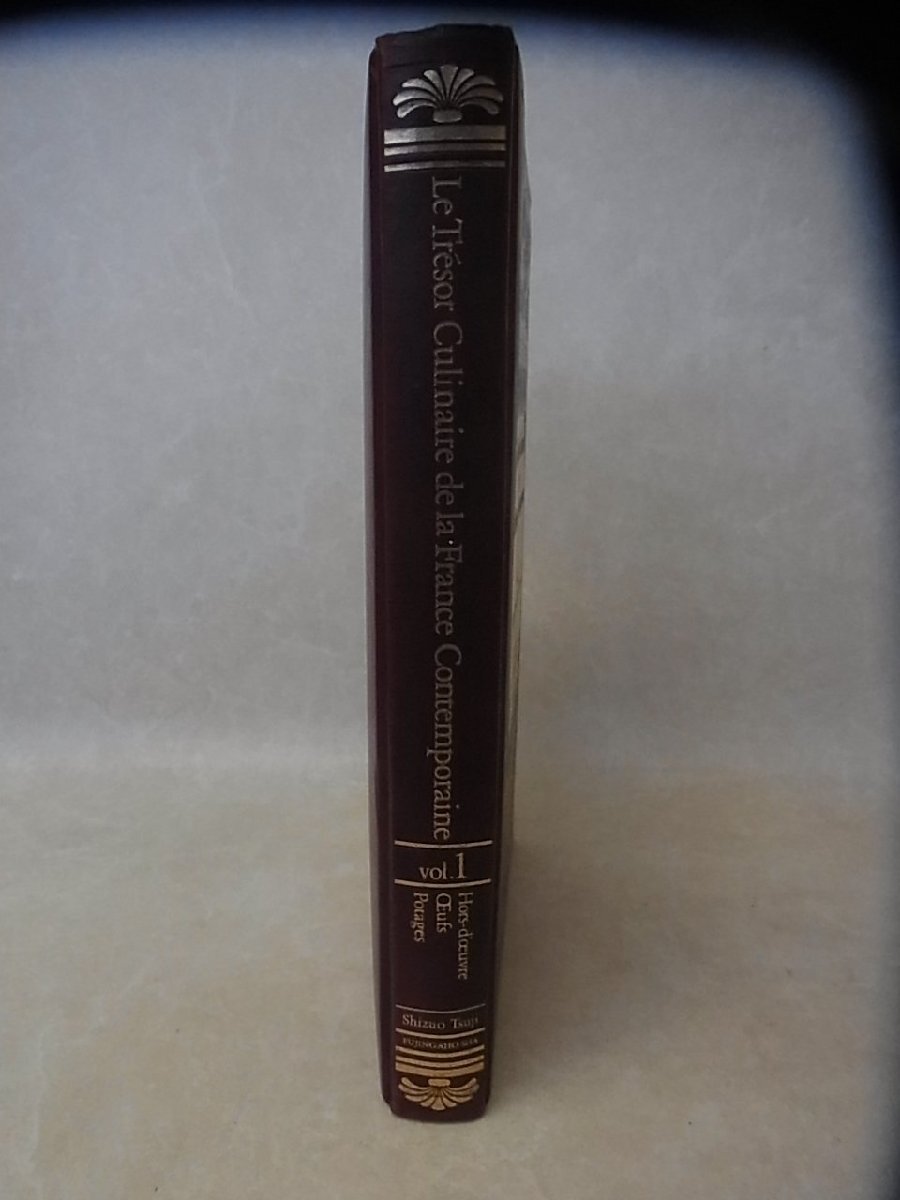 Le Trésor Culinaire de la France Contemporaine
vol.1
Hors-d'œuvre
Œufs
Potages
Shizuo Tsuji